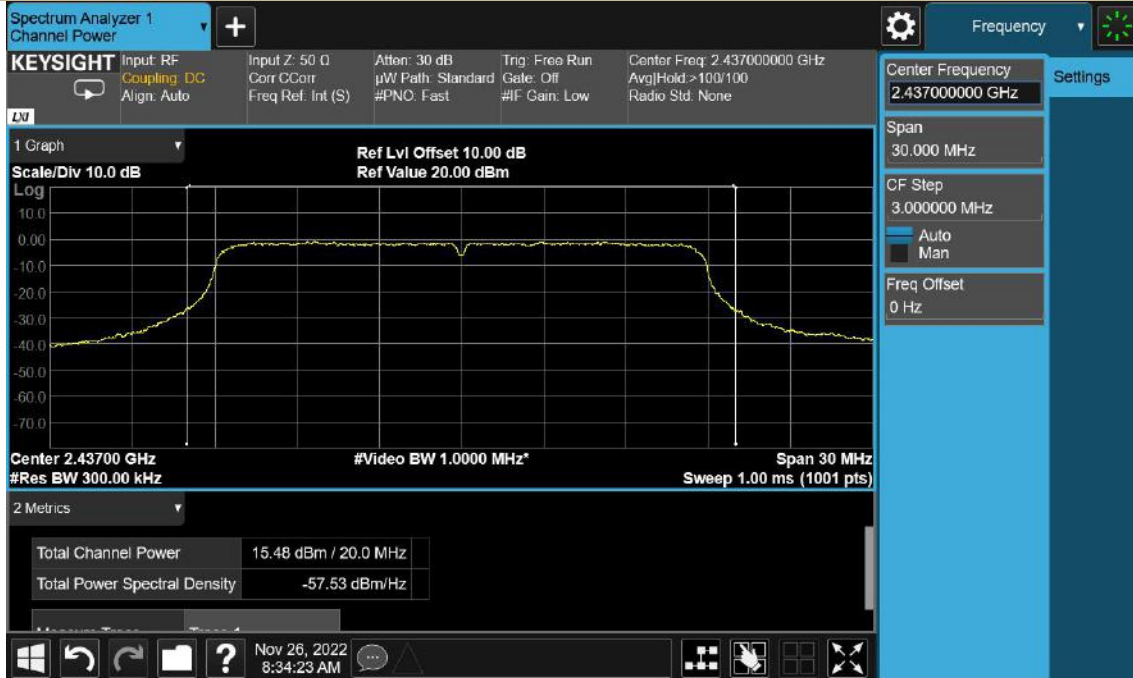 Spectrum Analyzer 1
Channel Power
+
Frequency
KEYSIGHT
Input: RF
Coupling: DC
Align: Auto
Input Z: 50 Ω
Corr CCorr
Freq Ref: Int (S)
Atten: 30 dB
µW Path: Standard
#PNO: Fast
Trig: Free Run
Gate: Off
#IF Gain: Low
Center Freq: 2.437000000 GHz
Avg|Hold:>100/100
Radio Std: None
LXI
Center Frequency
2.437000000 GHz
Settings
Span
30.000 MHz
CF Step
3.000000 MHz
Auto
Man
Freq Offset
0 Hz
1 Graph
Scale/Div 10.0 dB
Ref Lvl Offset 10.00 dB
Ref Value 20.00 dBm
Log
10.0
0.00
-10.0
-20.0
-30.0
-40.0
-50.0
-60.0
-70.0
Center 2.43700 GHz
#Video BW 1.0000 MHz*
Span 30 MHz
#Res BW 300.00 kHz
Sweep 1.00 ms (1001 pts)
2 Metrics
Total Channel Power 15.48 dBm / 20.0 MHz
Total Power Spectral Density -57.53 dBm/Hz
?
Nov 26, 2022
8:34:23 AM